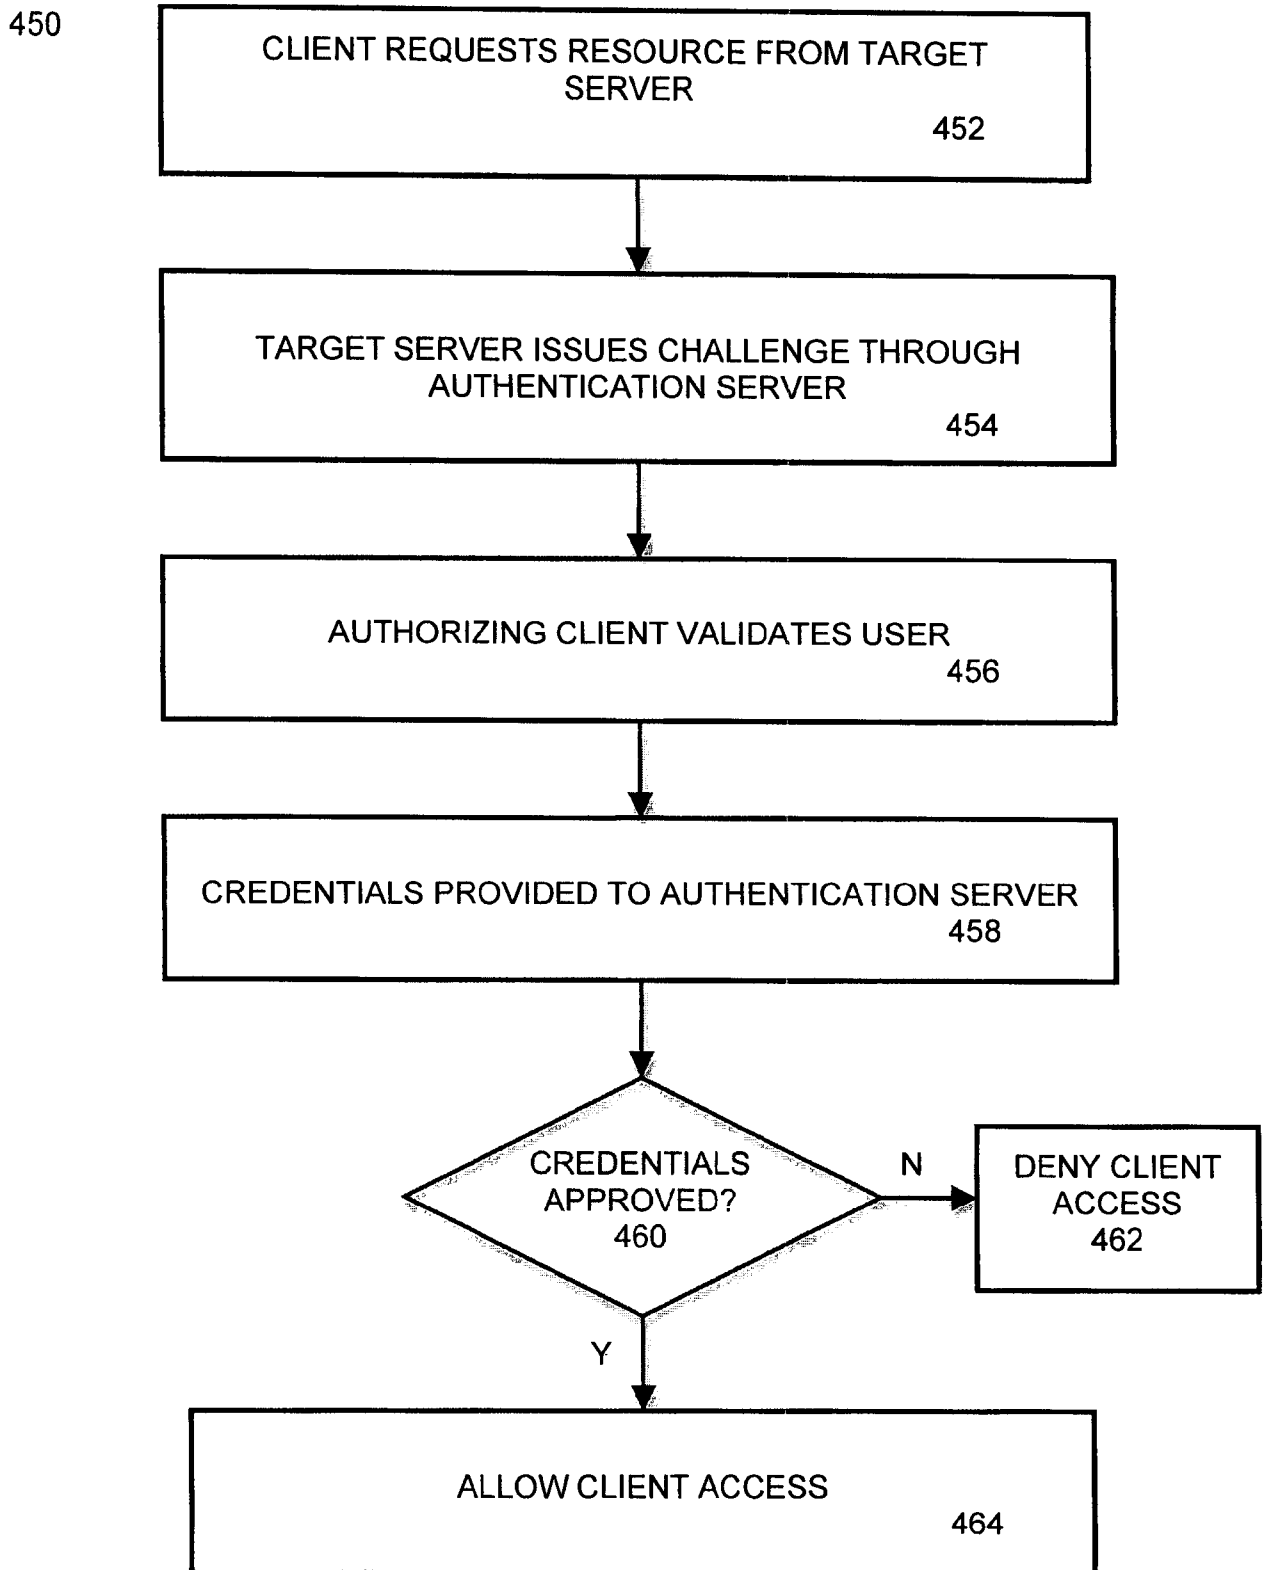 450
CLIENT REQUESTS RESOURCE FROM TARGET
SERVER
452
TARGET SERVER ISSUES CHALLENGE THROUGH
AUTHENTICATION SERVER
454
AUTHORIZING CLIENT VALIDATES USER
456
CREDENTIALS PROVIDED TO AUTHENTICATION SERVER
458
CREDENTIALS
APPROVED?
460
N
DENY CLIENT
ACCESS
462
Y
ALLOW CLIENT ACCESS
464